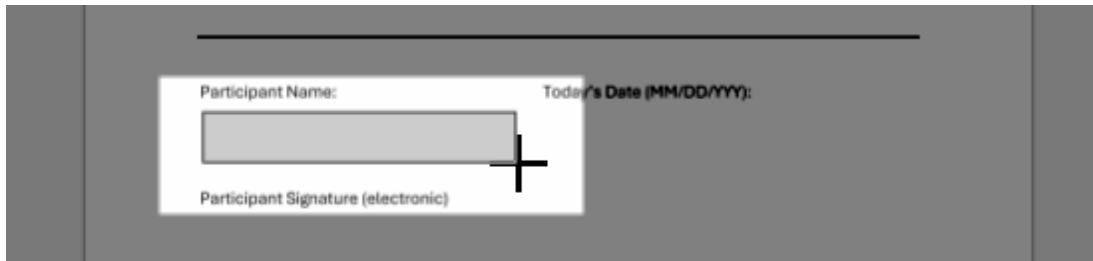 Participant Name:
Today's Date (MM/DD/YYY):
Participant Signature (electronic)